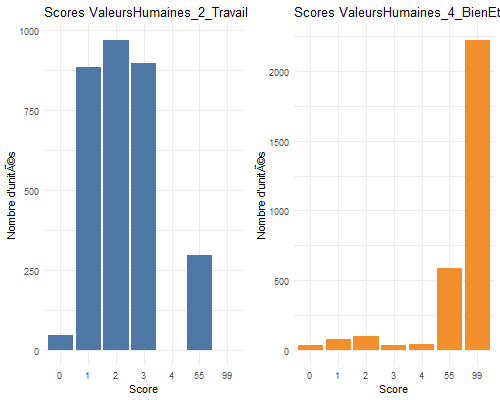 Scores ValeursHumaines_2_Travail
Nombre d'unitÃ©s
1000
750
500
250
0
0 1 2 3 4 55 99
Score
Scores ValeursHumaines_4_BienEt
Nombre d'unitÃ©s
2000
1500
1000
500
0
0 1 2 3 4 55 99
Score